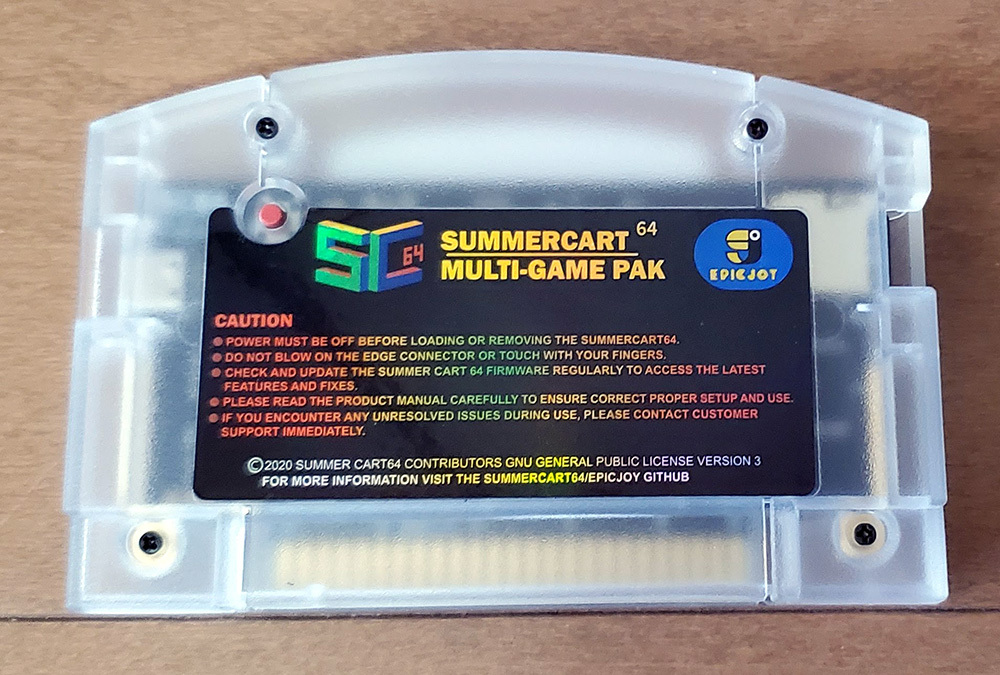 SC64
SUMMERCART 64
MULTI-GAME PAK
EPICJOY
CAUTION
● POWER MUST BE OFF BEFORE LOADING OR REMOVING THE SUMMERCART64.
● DO NOT BLOW ON THE EDGE CONNECTOR OR TOUCH WITH YOUR FINGERS.
● CHECK AND UPDATE THE SUMMER CART 64 FIRMWARE REGULARLY TO ACCESS THE LATEST
FEATURES AND FIXES.
● PLEASE READ THE PRODUCT MANUAL CAREFULLY TO ENSURE CORRECT PROPER SETUP AND USE.
● IF YOU ENCOUNTER ANY UNRESOLVED ISSUES DURING USE, PLEASE CONTACT CUSTOMER
SUPPORT IMMEDIATELY.
©2020 SUMMER CART64 CONTRIBUTORS GNU GENERAL PUBLIC LICENSE VERSION 3
FOR MORE INFORMATION VISIT THE SUMMERCART64/EPICJOY GITHUB